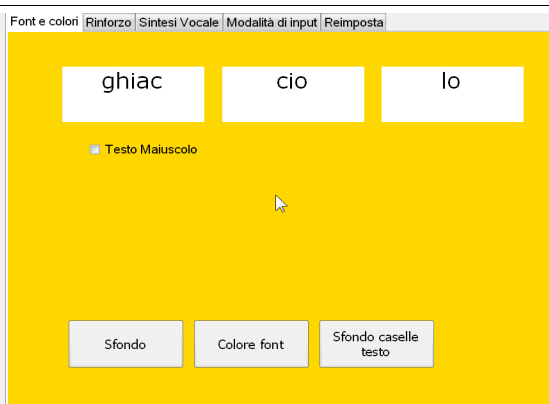 Font e colori Rinforzo Sintesi Vocale Modalità di input Reimposta
ghiac cio lo
Testo Maiuscolo
Sfondo Colore font Sfondo caselle
testo